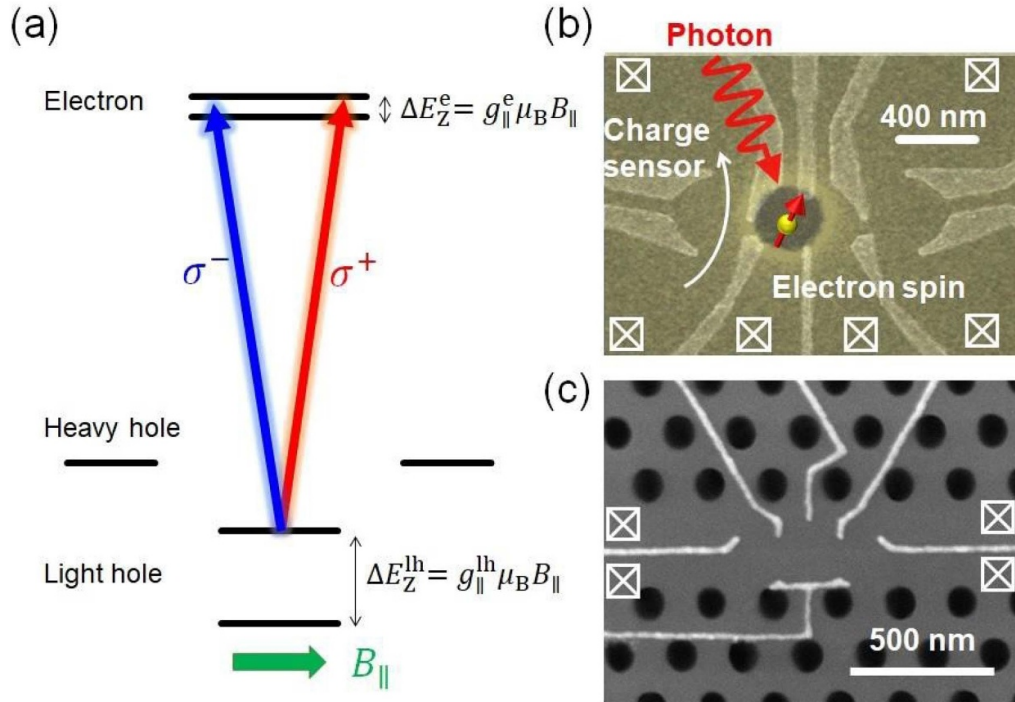 (a)
Electron
ΔE_Z^e = g_∥^e μ_B B_∥
σ⁻
σ⁺
Heavy hole
Light hole
ΔE_Z^lh = g_∥^lh μ_B B_∥
B_∥
(b)
Photon
400 nm
Charge
sensor
Electron spin
(c)
500 nm